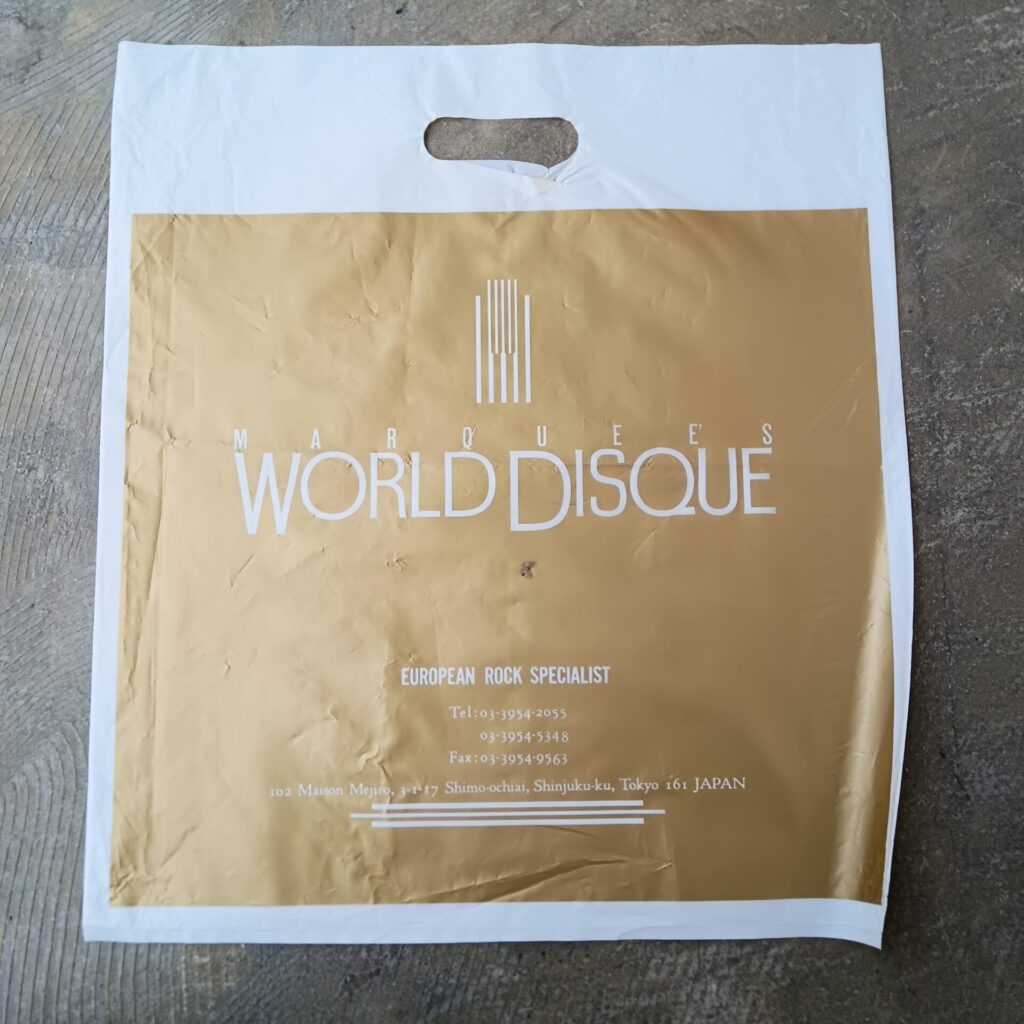 MARQUEE'S
WORLD DISQUE
EUROPEAN ROCK SPECIALIST
Tel:03-3954-2055
03-3954-5348
Fax:03-3954-9563
102 Maison Mejiro, 3-1-17 Shimo-ochiai, Shinjuku-ku, Tokyo 161 JAPAN